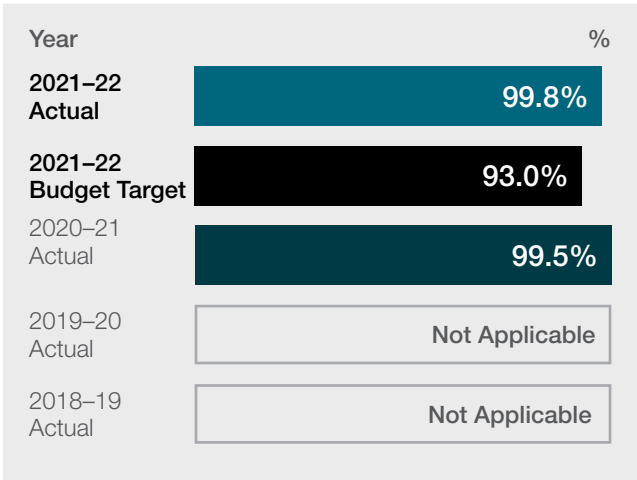 Year %
2021–22
Actual
99.8%
2021–22
Budget Target
93.0%
2020–21
Actual
99.5%
2019–20
Actual
Not Applicable
2018–19
Actual
Not Applicable